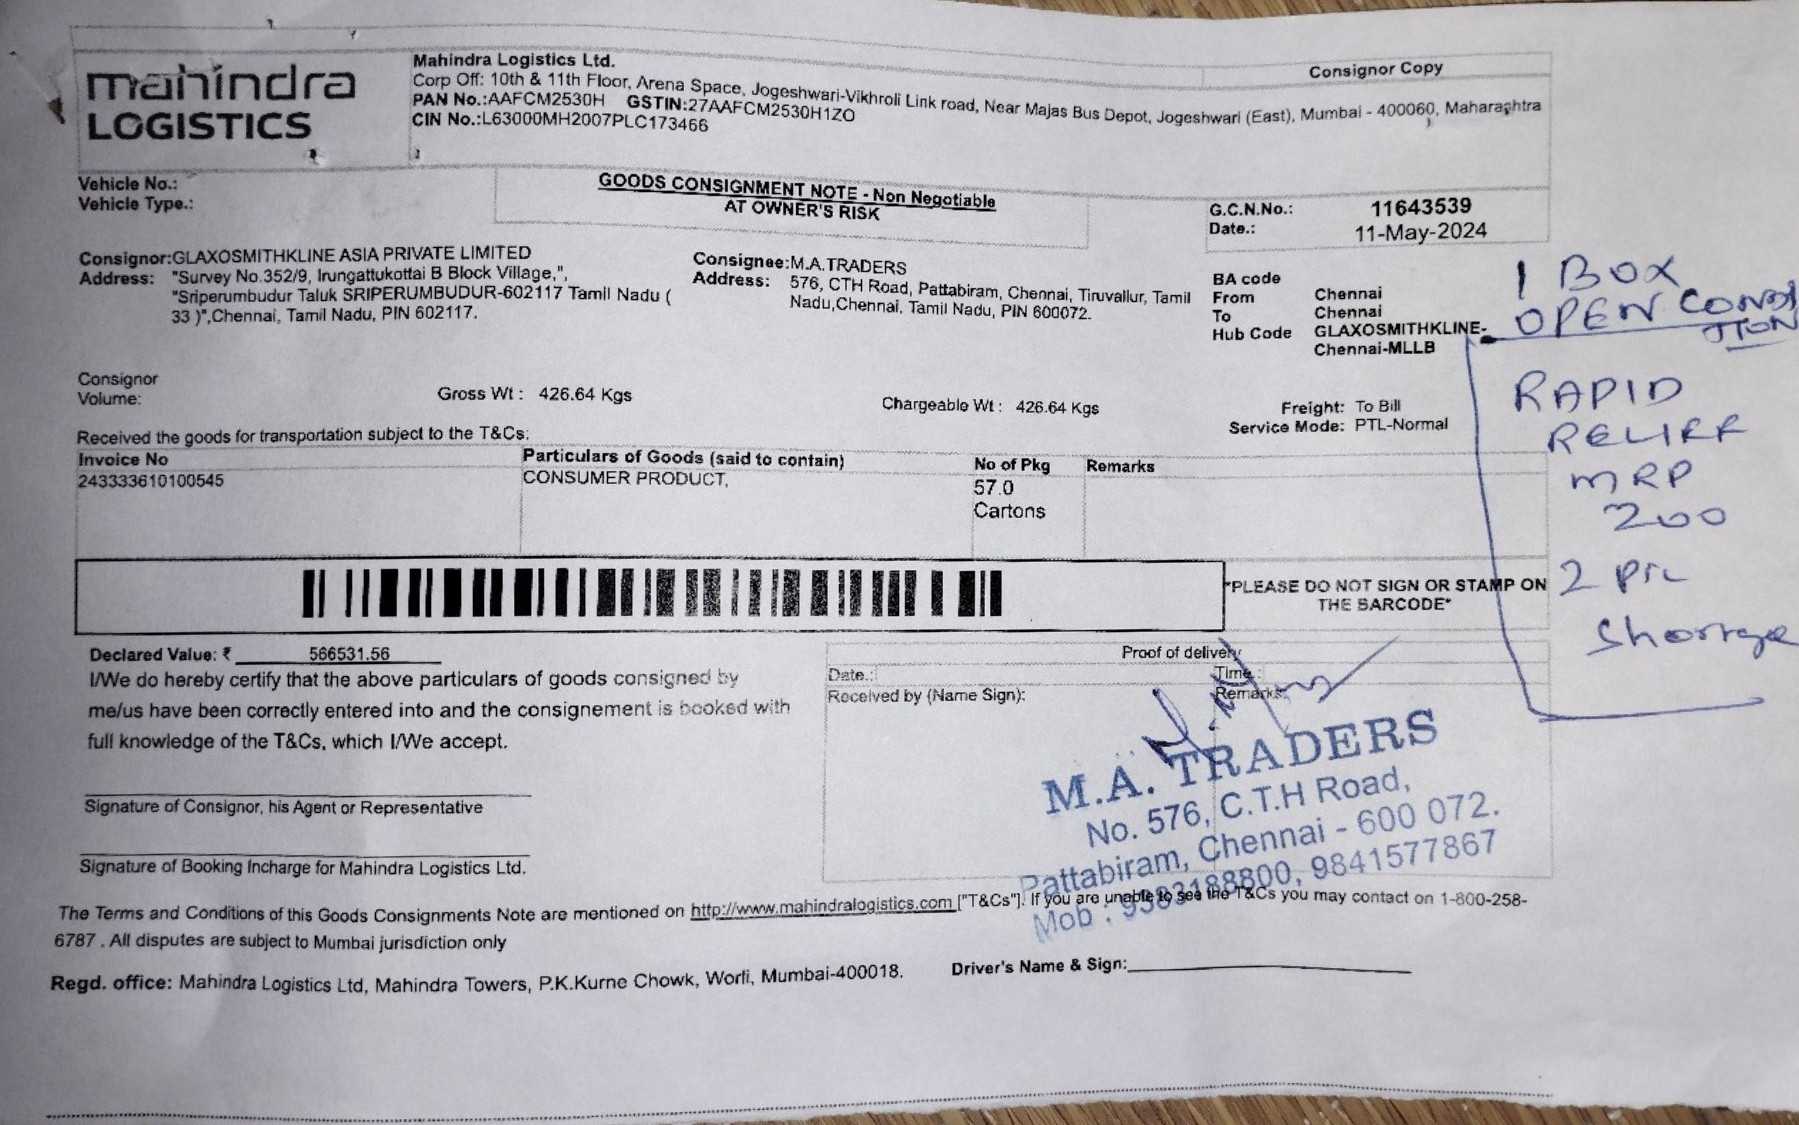 mahindra
LOGISTICS
Mahindra Logistics Ltd.
Corp Off: 10th & 11th Floor, Arena Space, Jogeshwari-Vikhroli Link road, Near Majas Bus Depot, Jogeshwari (East), Mumbai - 400060, Maharashtra
PAN No.:AAFCM2530H GSTIN:27AAFCM2530H1ZO
CIN No.:L63000MH2007PLC173466
Consignor Copy
Vehicle No.:
Vehicle Type.:
GOODS CONSIGNMENT NOTE - Non Negotiable
AT OWNER'S RISK
G.C.N.No.: 11643539
Date.: 11-May-2024
Consignor:GLAXOSMITHKLINE ASIA PRIVATE LIMITED
Address: "Survey No.352/9, Irungattukottai B Block Village,",
"Sriperumbudur Taluk SRIPERUMBUDUR-602117 Tamil Nadu (
33 )",Chennai, Tamil Nadu, PIN 602117.
Consignee:M.A.TRADERS
Address: 576, CTH Road, Pattabiram, Chennai, Tiruvallur, Tamil
Nadu,Chennai, Tamil Nadu, PIN 600072.
BA code
From Chennai
To Chennai
Hub Code GLAXOSMITHKLINE-
Chennai-MLLB
1 BOX
OPEN CONDI
TION
RAPID
RELIEF
MRP
200
2 PIC
Shortge
Consignor
Volume:
Gross Wt : 426.64 Kgs
Chargeable Wt : 426.64 Kgs
Freight: To Bill
Service Mode: PTL-Normal
Received the goods for transportation subject to the T&Cs:
Invoice No Particulars of Goods (said to contain) No of Pkg Remarks
243333610100545 CONSUMER PRODUCT, 57.0
Cartons
*PLEASE DO NOT SIGN OR STAMP ON
THE BARCODE*
Declared Value: ₹ 566531.56
I/We do hereby certify that the above particulars of goods consigned by
me/us have been correctly entered into and the consignement is booked with
full knowledge of the T&Cs, which I/We accept.
Signature of Consignor, his Agent or Representative
Signature of Booking Incharge for Mahindra Logistics Ltd.
Proof of delivery
Date.: Time.:
Received by (Name Sign): Remarks:
M.A. TRADERS
No. 576, C.T.H Road,
Pattabiram, Chennai - 600 072.
Mob : 9383188800, 9841577867
The Terms and Conditions of this Goods Consignments Note are mentioned on http://www.mahindralogistics.com ["T&Cs"]. If you are unable to see the T&Cs you may contact on 1-800-258-
6787 . All disputes are subject to Mumbai jurisdiction only
Regd. office: Mahindra Logistics Ltd, Mahindra Towers, P.K.Kurne Chowk, Worli, Mumbai-400018.
Driver's Name & Sign: